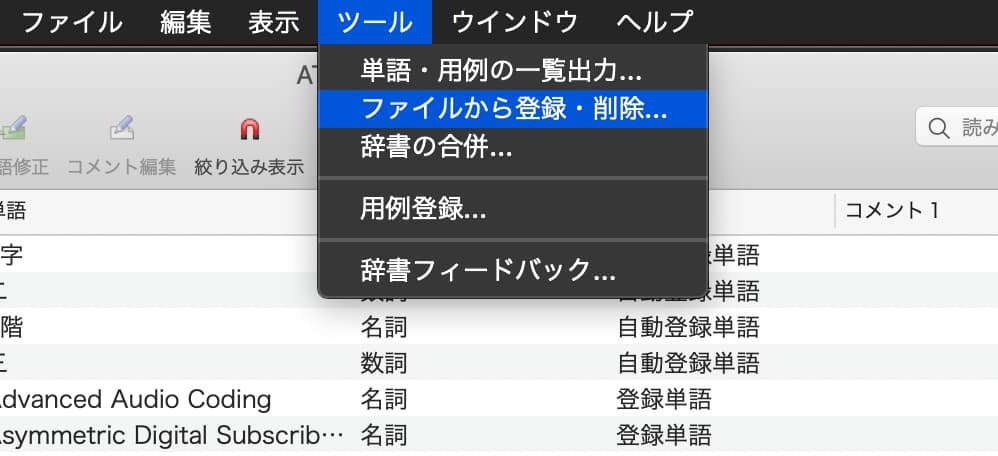 ファイル 編集 表示 ツール ウインドウ ヘルプ
単語・用例の一覧出力...
ファイルから登録・削除...
辞書の合併...
用例登録...
辞書フィードバック...
AT
語修正 コメント編集 絞り込み表示 読み
単語 コメント 1
字 録単語
二 数詞 自動登録単語
階 名詞 自動登録単語
三 数詞 自動登録単語
Advanced Audio Coding 名詞 登録単語
Asymmetric Digital Subscrib… 名詞 登録単語